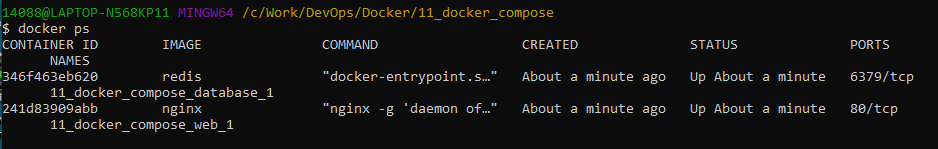 14088@LAPTOP-N568KP11 MINGW64 /c/Work/DevOps/Docker/11_docker_compose
$ docker ps
CONTAINER ID        IMAGE               COMMAND                  CREATED              STATUS              PORTS
      NAMES
346f463eb620        redis               "docker-entrypoint.s…"   About a minute ago   Up About a minute   6379/tcp
      11_docker_compose_database_1
241d83909abb        nginx               "nginx -g 'daemon of…"   About a minute ago   Up About a minute   80/tcp
      11_docker_compose_web_1